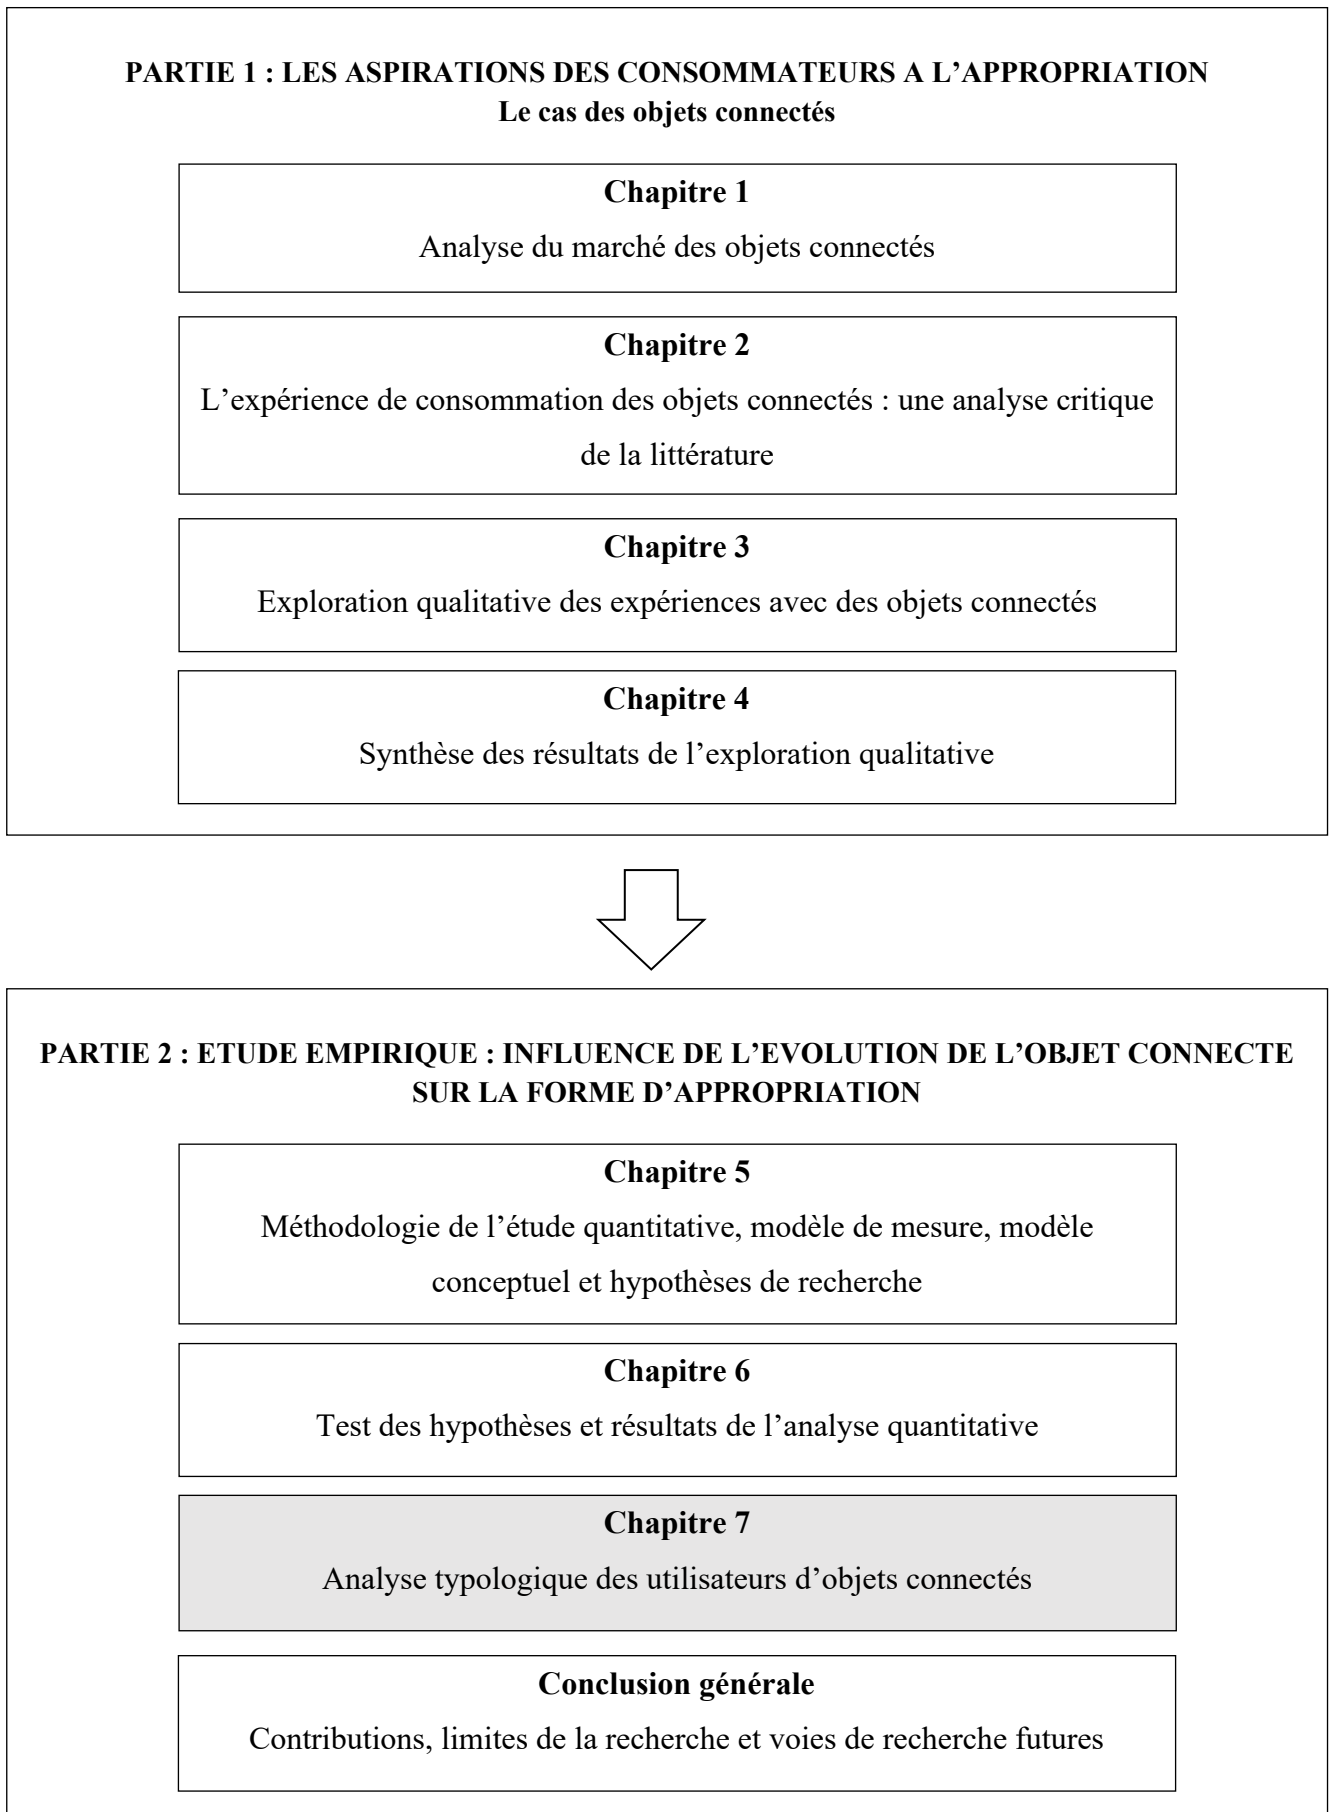 PARTIE 1 : LES ASPIRATIONS DES CONSOMMATEURS A L’APPROPRIATION
Le cas des objets connectés
Chapitre 1
Analyse du marché des objets connectés
Chapitre 2
L’expérience de consommation des objets connectés : une analyse critique
de la littérature
Chapitre 3
Exploration qualitative des expériences avec des objets connectés
Chapitre 4
Synthèse des résultats de l’exploration qualitative
PARTIE 2 : ETUDE EMPIRIQUE : INFLUENCE DE L’EVOLUTION DE L’OBJET CONNECTE
SUR LA FORME D’APPROPRIATION
Chapitre 5
Méthodologie de l’étude quantitative, modèle de mesure, modèle
conceptuel et hypothèses de recherche
Chapitre 6
Test des hypothèses et résultats de l’analyse quantitative
Chapitre 7
Analyse typologique des utilisateurs d’objets connectés
Conclusion générale
Contributions, limites de la recherche et voies de recherche futures